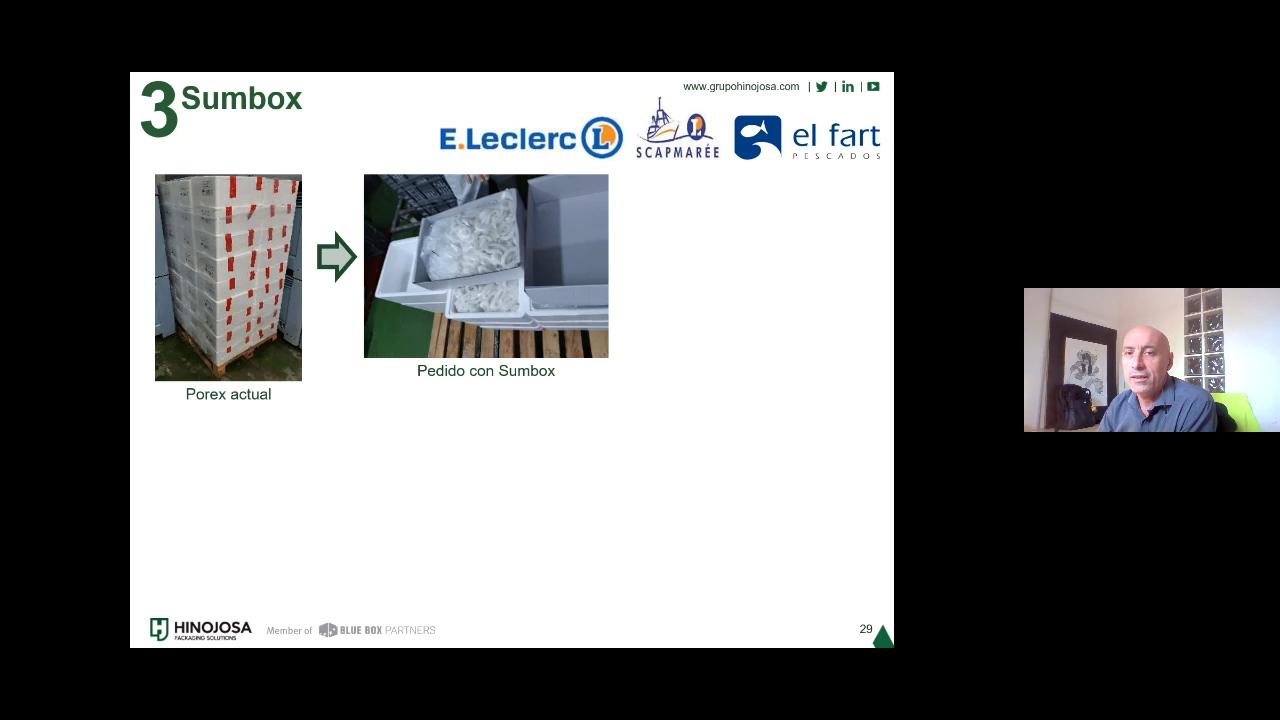 3 Sumbox
www.grupohinojosa.com | | |
E.Leclerc L
SCAPMARÉE
el fart
PESCADOS
Porex actual
Pedido con Sumbox
HINOJOSA
PACKAGING SOLUTIONS
Member of BLUE BOX PARTNERS
29